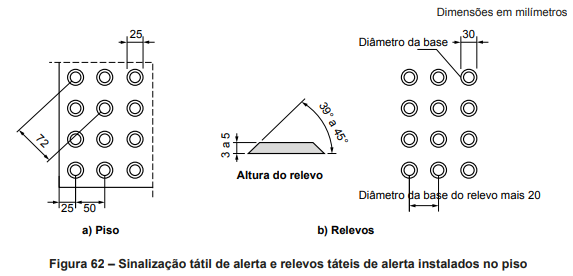 Dimensões em milímetros
25
30
Diâmetro da base
72
39° a 45°
3 a 5
Altura do relevo
Diâmetro da base do relevo mais 20
25
50
a) Piso
b) Relevos
Figura 62 – Sinalização tátil de alerta e relevos táteis de alerta instalados no piso